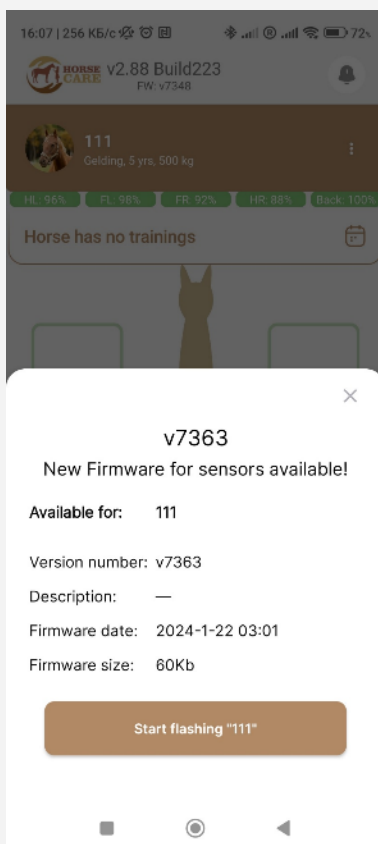 16:07 | 256 КБ/с
72%
HORSE CARE v2.88 Build223
FW: v7348
111
Gelding, 5 yrs, 500 kg
HL: 96% FL: 98% FR: 92% HR: 88% Back: 100%
Horse has no trainings
v7363
New Firmware for sensors available!
Available for: 111
Version number: v7363
Description: —
Firmware date: 2024-1-22 03:01
Firmware size: 60Kb
Start flashing "111"